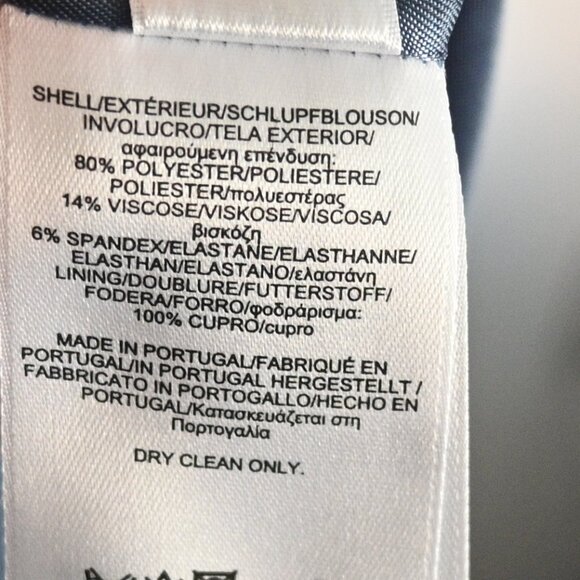 SHELL/EXTÉRIEUR/SCHLUPFBLOUSON/
INVOLUCRO/TELA EXTERIOR/
αφαιρούμενη επένδυση:
80% POLYESTER/POLIESTERE/
POLIESTER/πολυεστέρας
14% VISCOSE/VISKOSE/VISCOSA/
βισκόζη
6% SPANDEX/ELASTANE/ELASTHANNE/
ELASTHAN/ELASTANO/ελαστάνη
LINING/DOUBLURE/FUTTERSTOFF/
FODERA/FORRO/φοδράρισμα:
100% CUPRO/cupro
MADE IN PORTUGAL/FABRIQUÉ EN
PORTUGAL/IN PORTUGAL HERGESTELLT /
FABBRICATO IN PORTOGALLO/HECHO EN
PORTUGAL/Κατασκευάζεται στη
Πορτογαλία
DRY CLEAN ONLY.